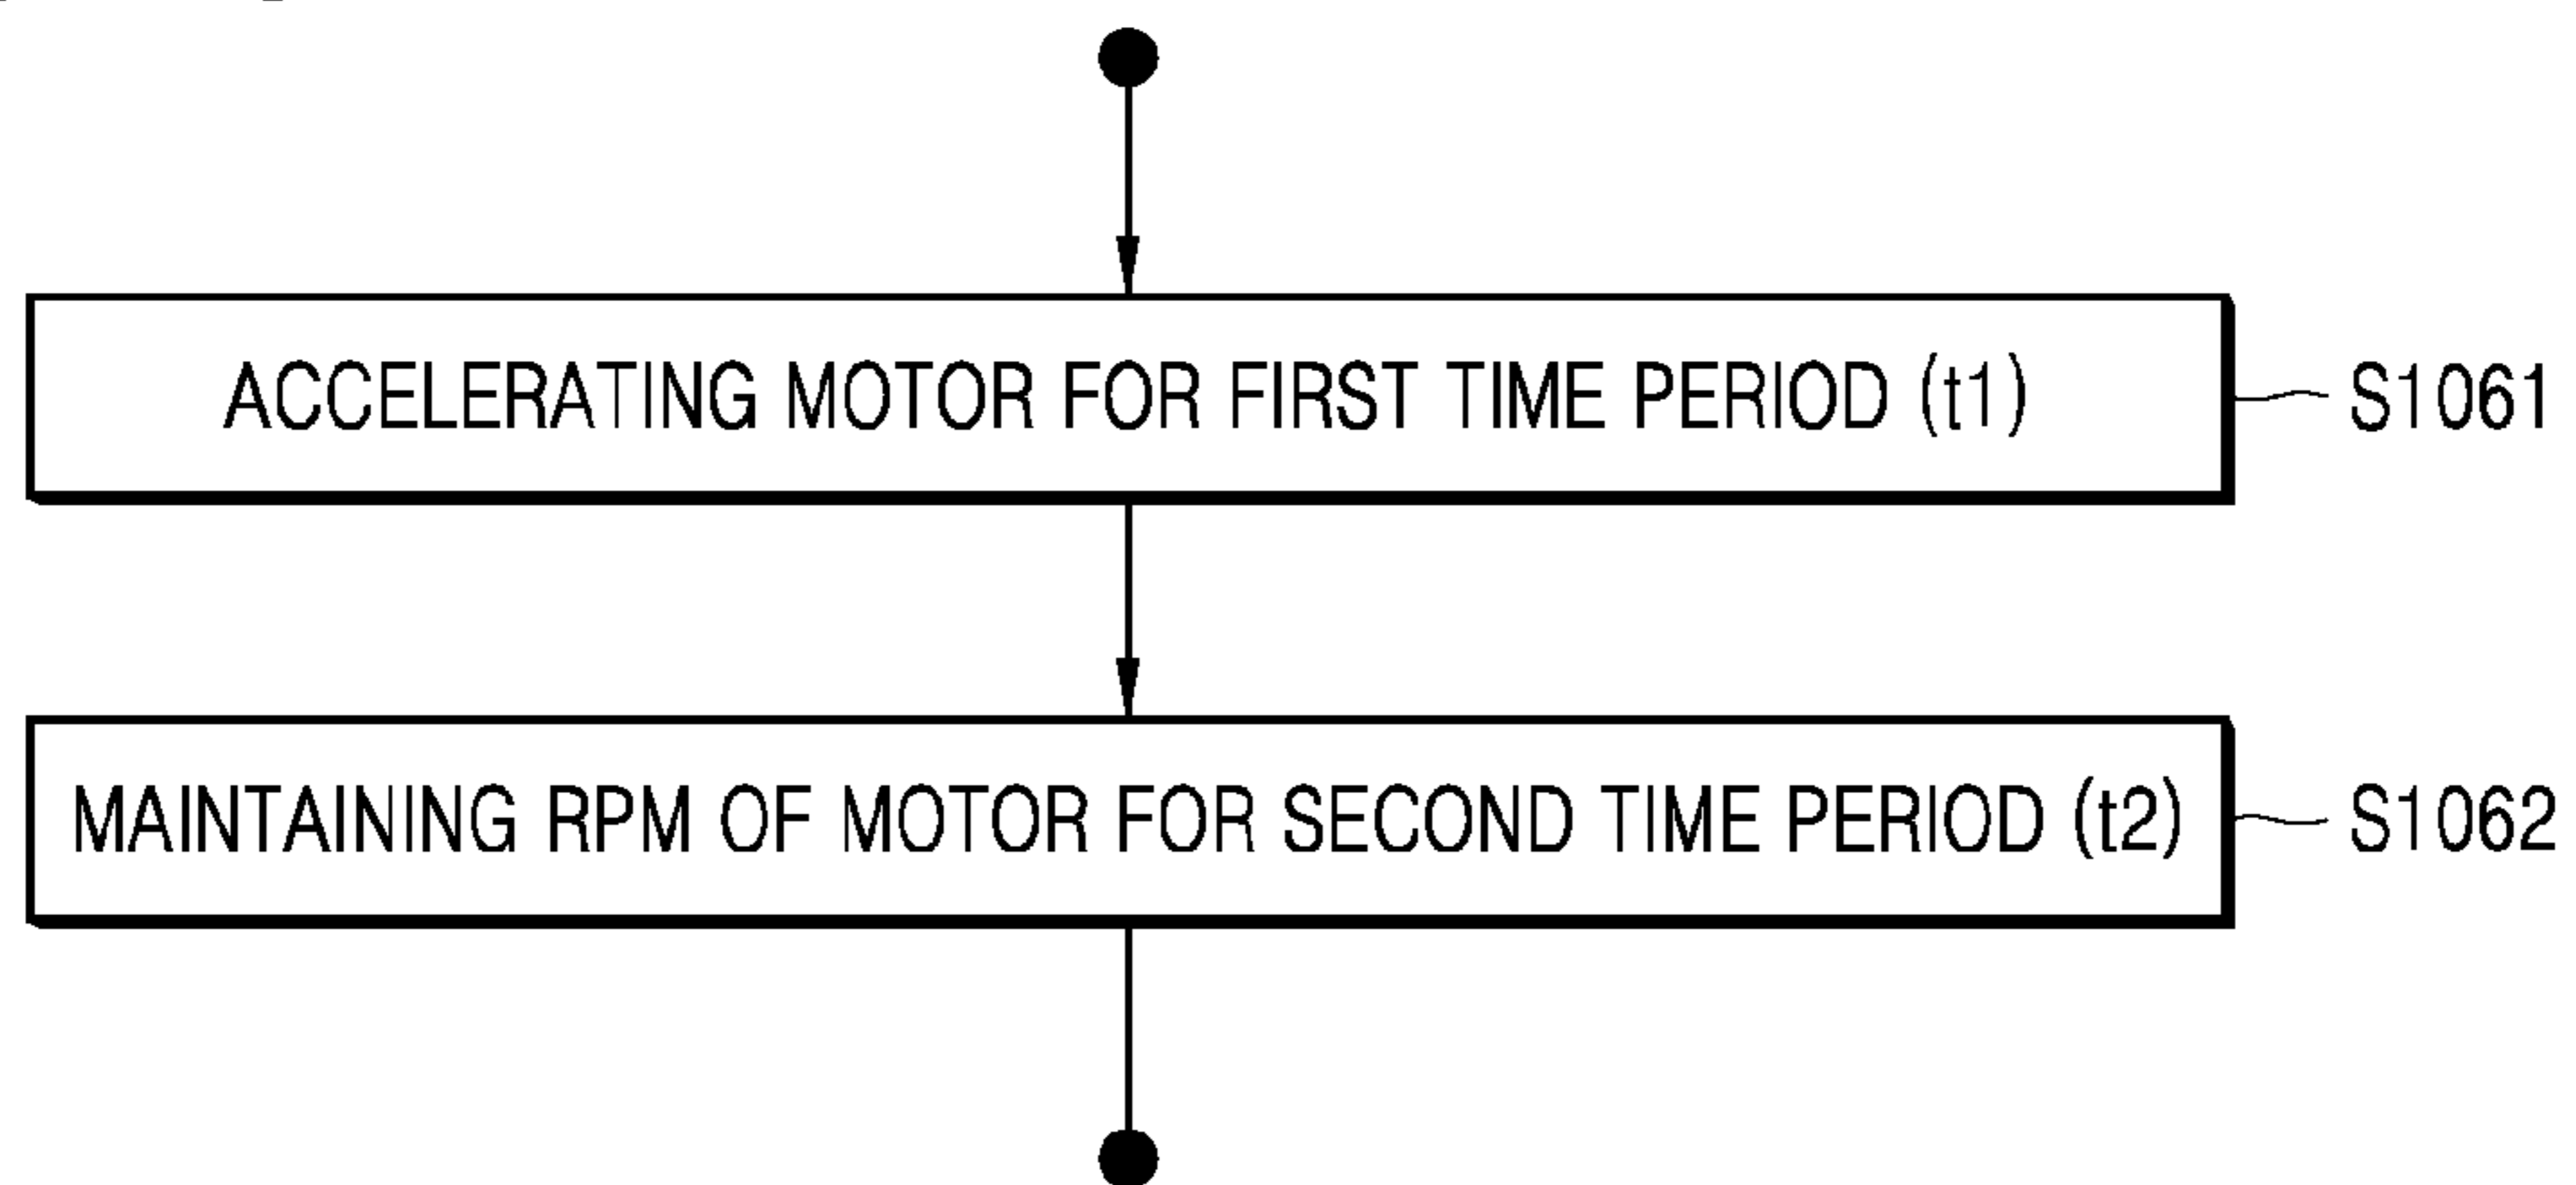 ACCELERATING MOTOR FOR FIRST TIME PERIOD (t1)
S1061
MAINTAINING RPM OF MOTOR FOR SECOND TIME PERIOD (t2)
S1062